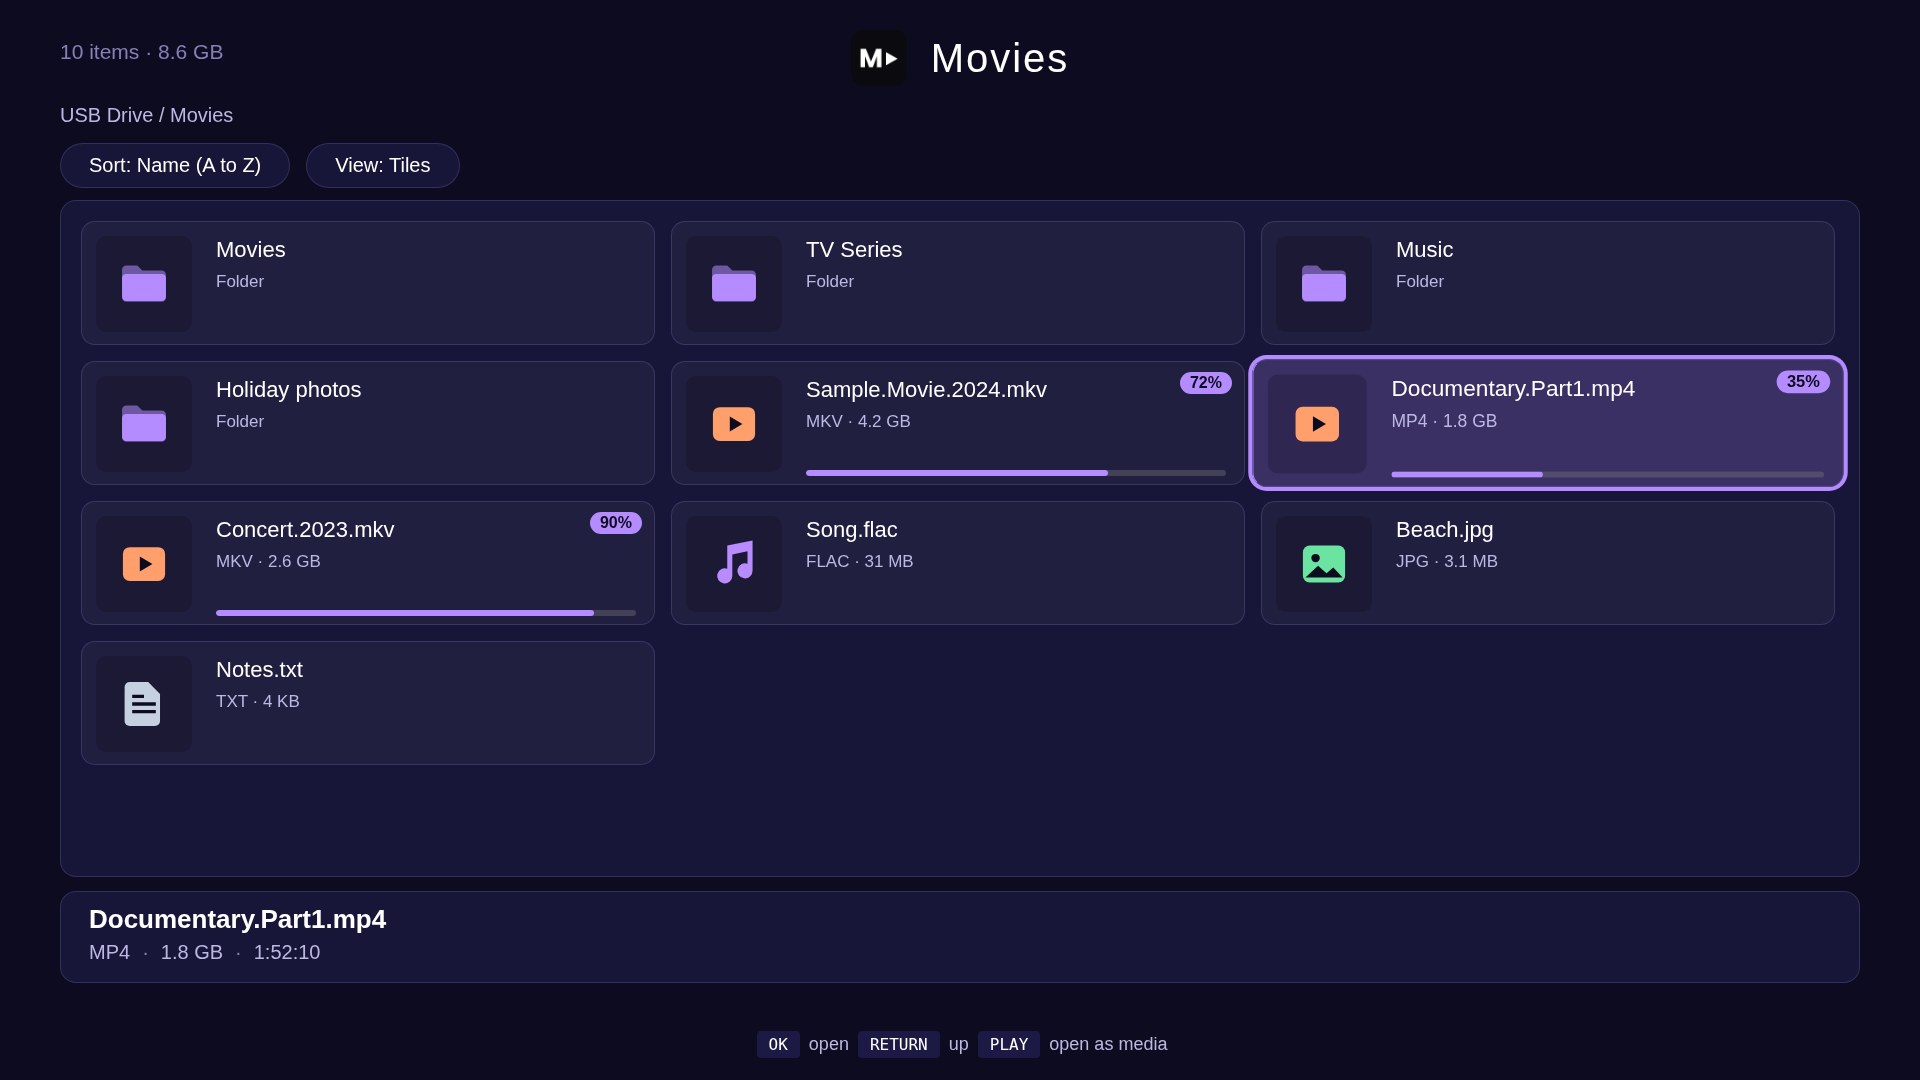 10 items · 8.6 GB
M Movies
USB Drive / Movies
Sort: Name (A to Z) View: Tiles
Movies
Folder
TV Series
Folder
Music
Folder
Holiday photos
Folder
Sample.Movie.2024.mkv
72%
MKV · 4.2 GB
Documentary.Part1.mp4
35%
MP4 · 1.8 GB
Concert.2023.mkv
90%
MKV · 2.6 GB
Song.flac
FLAC · 31 MB
Beach.jpg
JPG · 3.1 MB
Notes.txt
TXT · 4 KB
Documentary.Part1.mp4
MP4 · 1.8 GB · 1:52:10
OK open RETURN up PLAY open as media